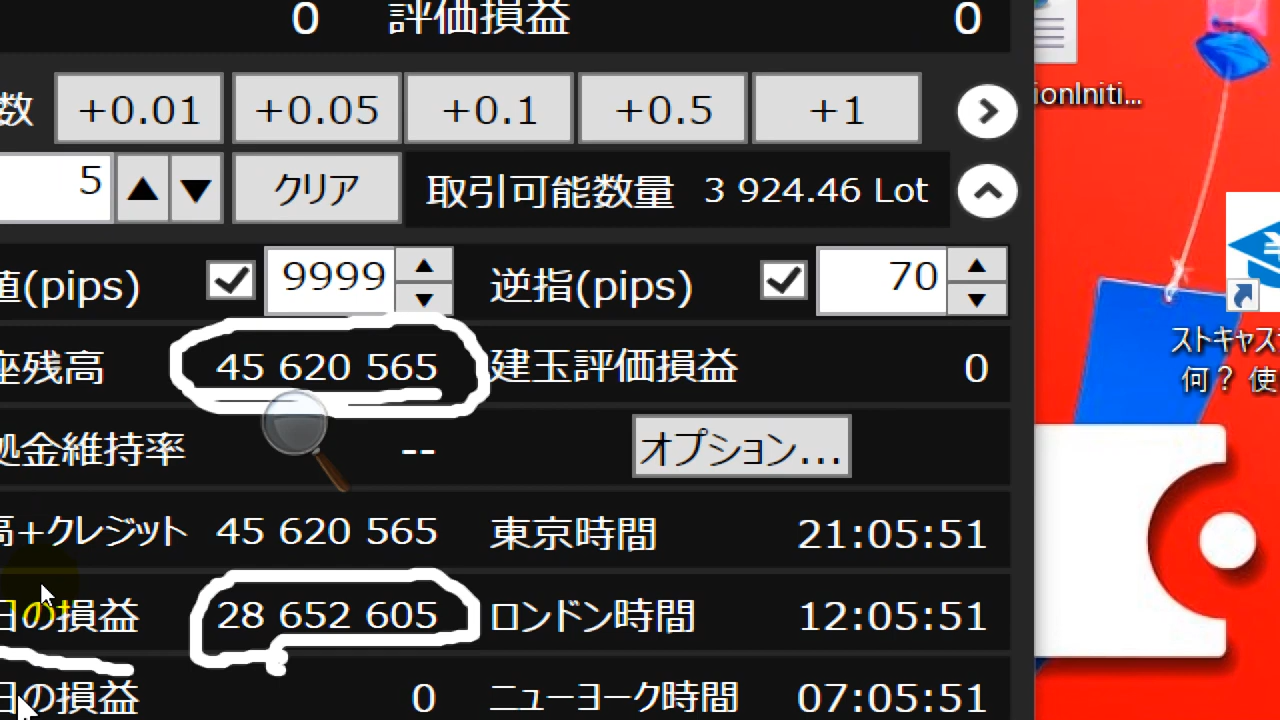 0 評価損益 0
数 +0.01 +0.05 +0.1 +0.5 +1
5 クリア 取引可能数量 3 924.46 Lot
値(pips) 9999 逆指(pips) 70
座残高 45 620 565 建玉評価損益 0
拠金維持率 -- オプション...
高+クレジット 45 620 565 東京時間 21:05:51
日の損益 28 652 605 ロンドン時間 12:05:51
日の損益 0 ニューヨーク時間 07:05:51
ionIniti...
ストキャス
何？ 使